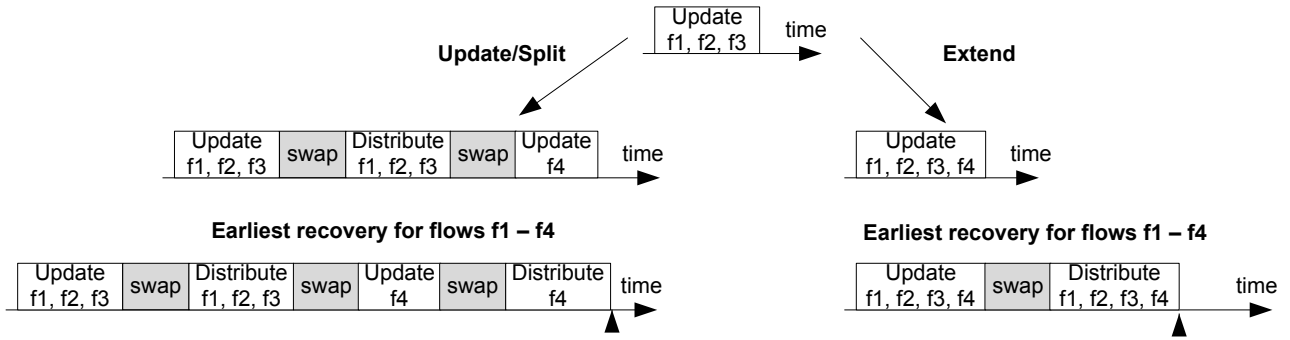 Update
f1, f2, f3
time
Update/Split
Extend
Update
f1, f2, f3
swap
Distribute
f1, f2, f3
swap
Update
f4
time
Update
f1, f2, f3, f4
time
Earliest recovery for flows f1 – f4
Earliest recovery for flows f1 – f4
Update
f1, f2, f3
swap
Distribute
f1, f2, f3
swap
Update
f4
swap
Distribute
f4
time
Update
f1, f2, f3, f4
swap
Distribute
f1, f2, f3, f4
time